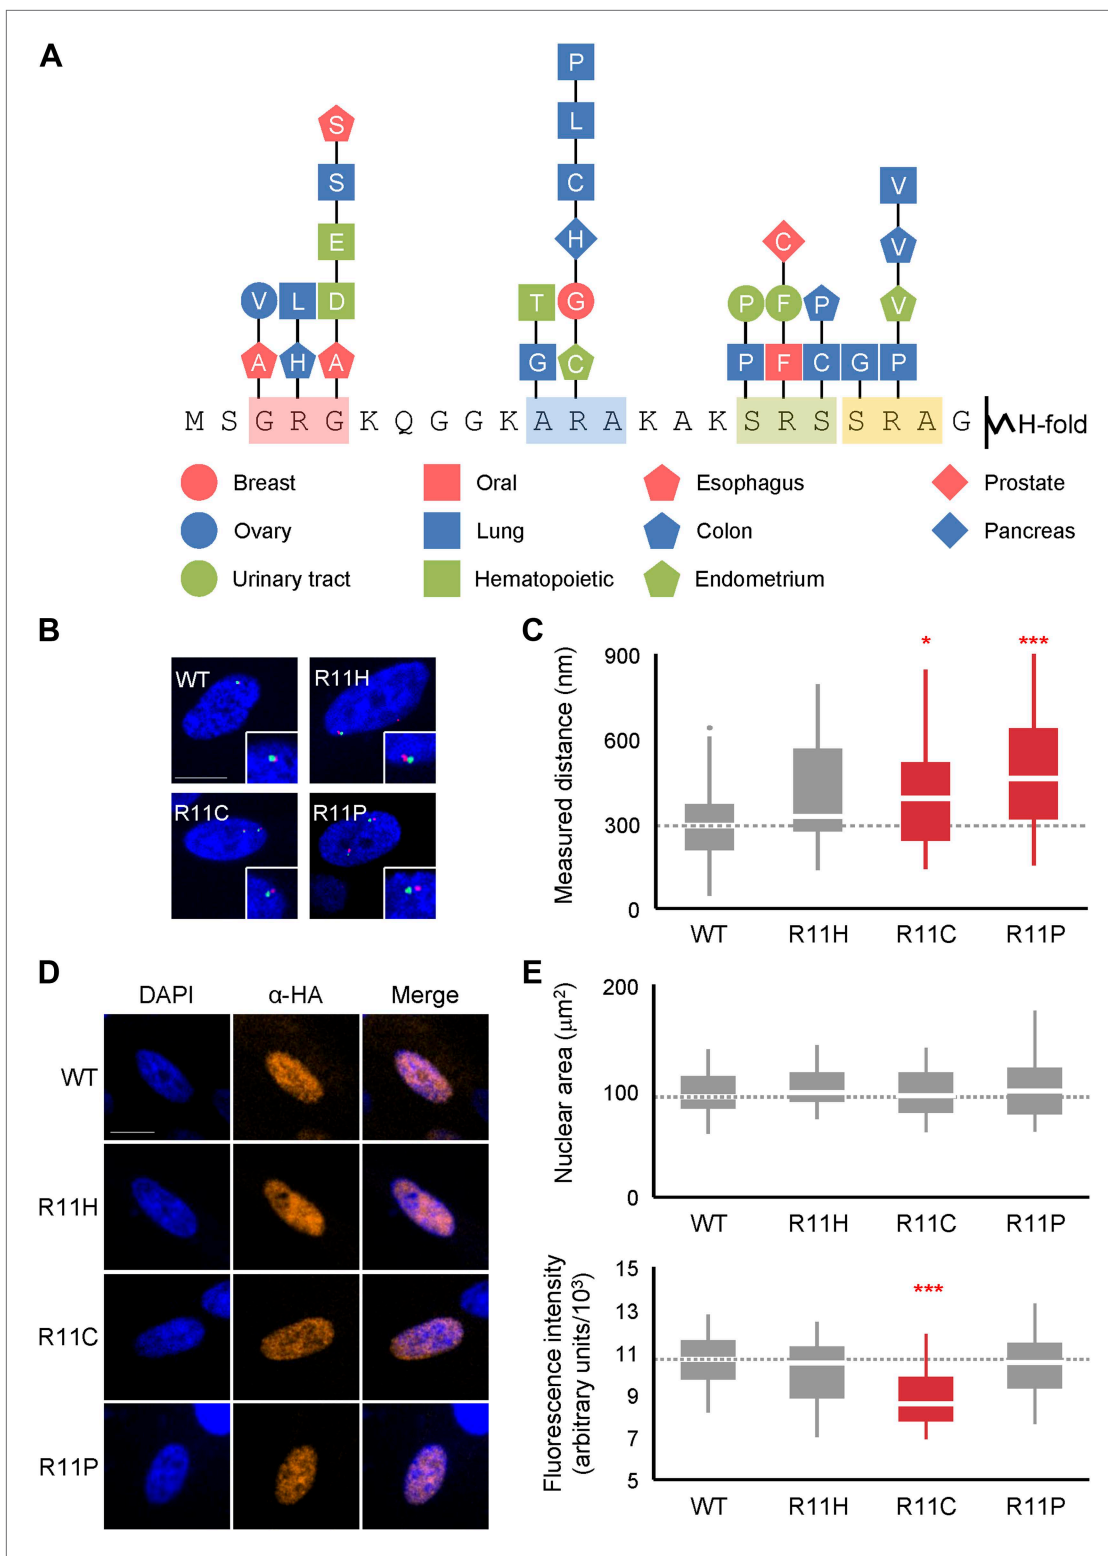 A
P
S
L
S
C
V
E
H
C
V
V L D
T G
P F P
V
A H A
G C
P F C G P
M S G R G K Q G G K A R A K A K S R S S R A G H-fold
Breast Oral Esophagus Prostate
Ovary Lung Colon Pancreas
Urinary tract Hematopoietic Endometrium
B
WT R11H
R11C R11P
C
Measured distance (nm)
* ***
900
600
300
0
WT R11H R11C R11P
D
DAPI α-HA Merge
WT
R11H
R11C
R11P
E
Nuclear area (μm²)
200
100
0
WT R11H R11C R11P
Fluorescence intensity
(arbitrary units/10³)
15
***
13
11
9
7
5
WT R11H R11C R11P